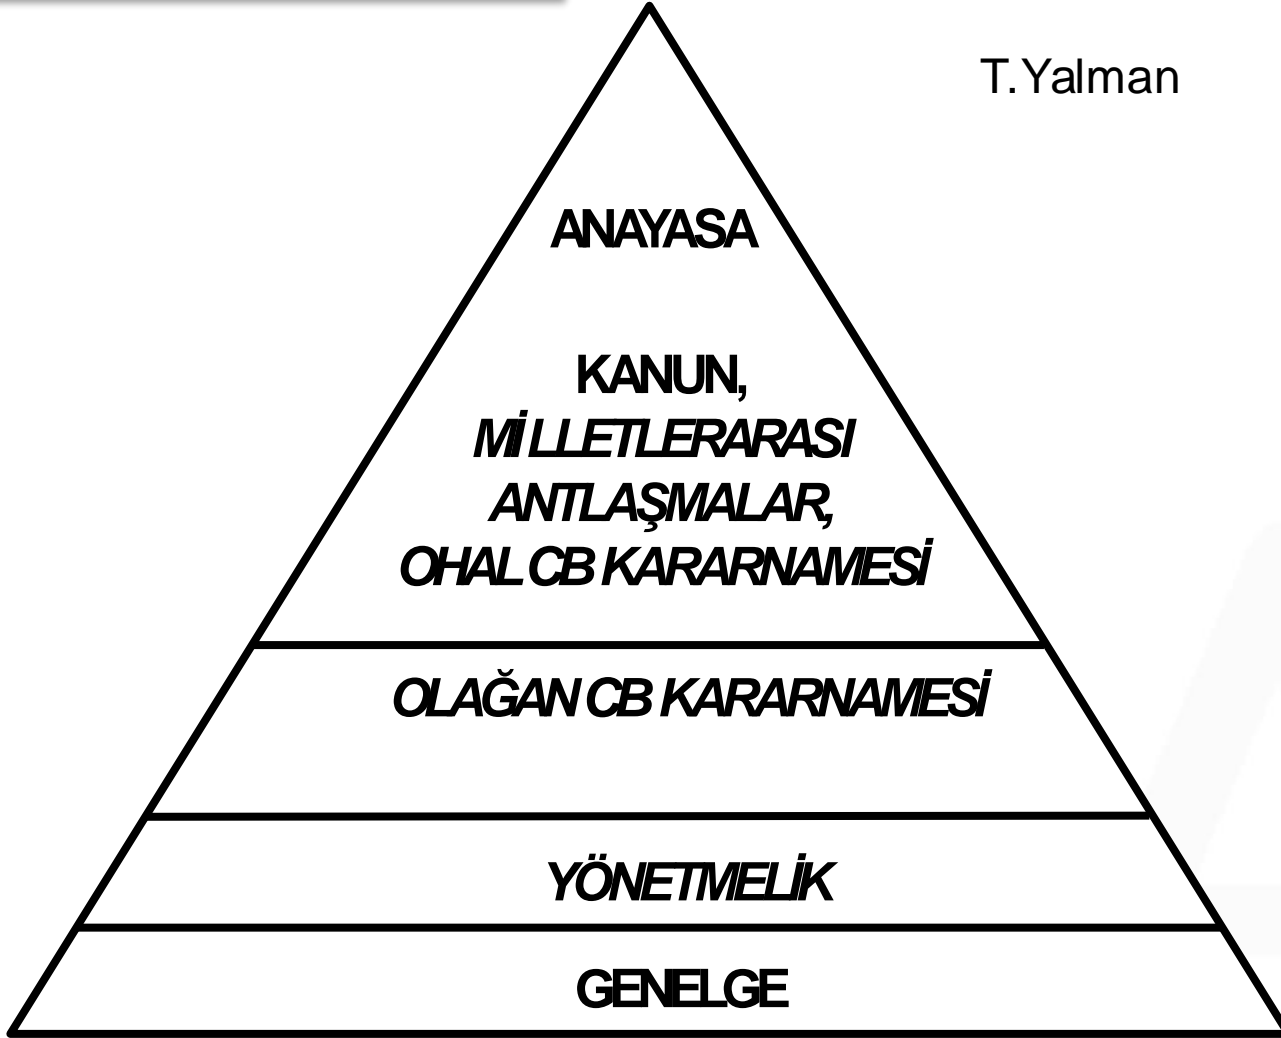 T.Yalman
ANAYASA
KANUN,
MİLLETLERARASI
ANTLAŞMALAR,
OHAL CB KARARNAMESİ
OLAĞAN CB KARARNAMESİ
YÖNETMELİK
GENELGE